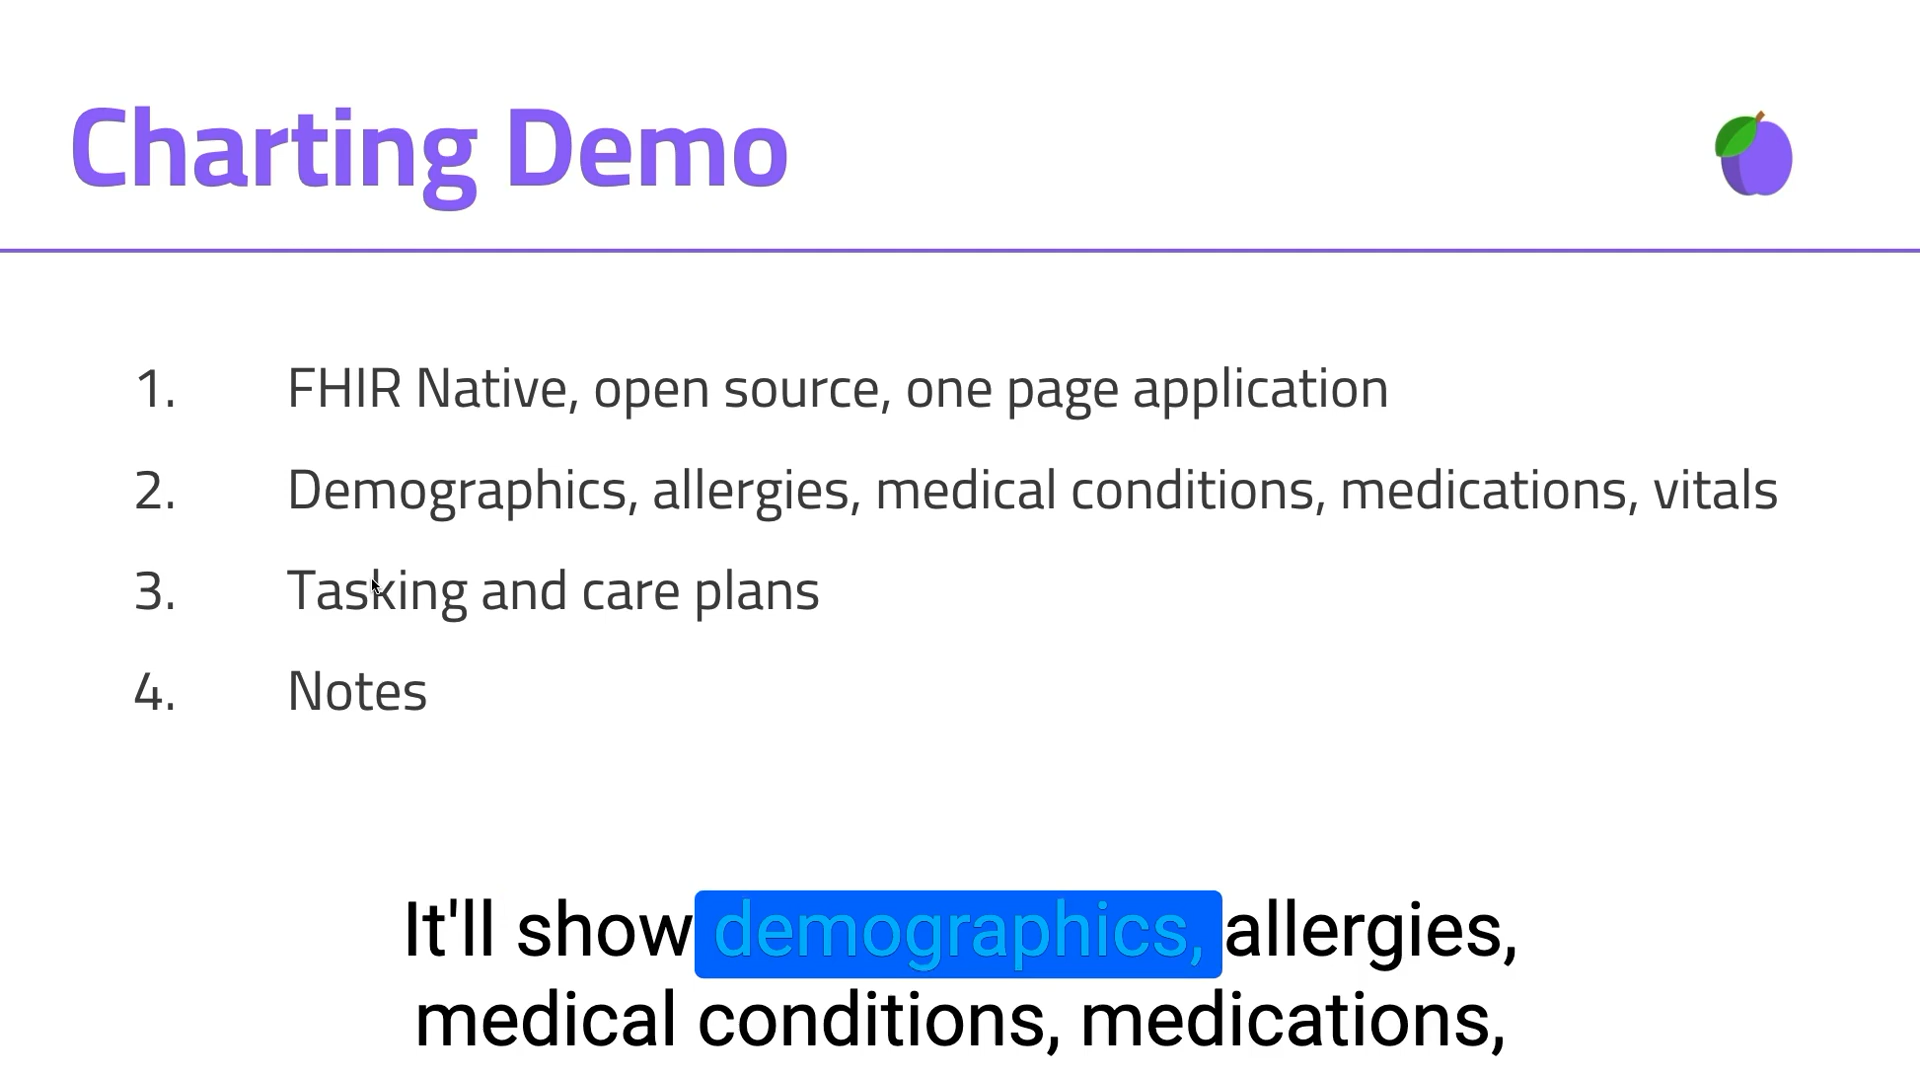 Charting Demo
1. FHIR Native, open source, one page application
2. Demographics, allergies, medical conditions, medications, vitals
3. Tasking and care plans
4. Notes
It'll show demographics, allergies,
medical conditions, medications,